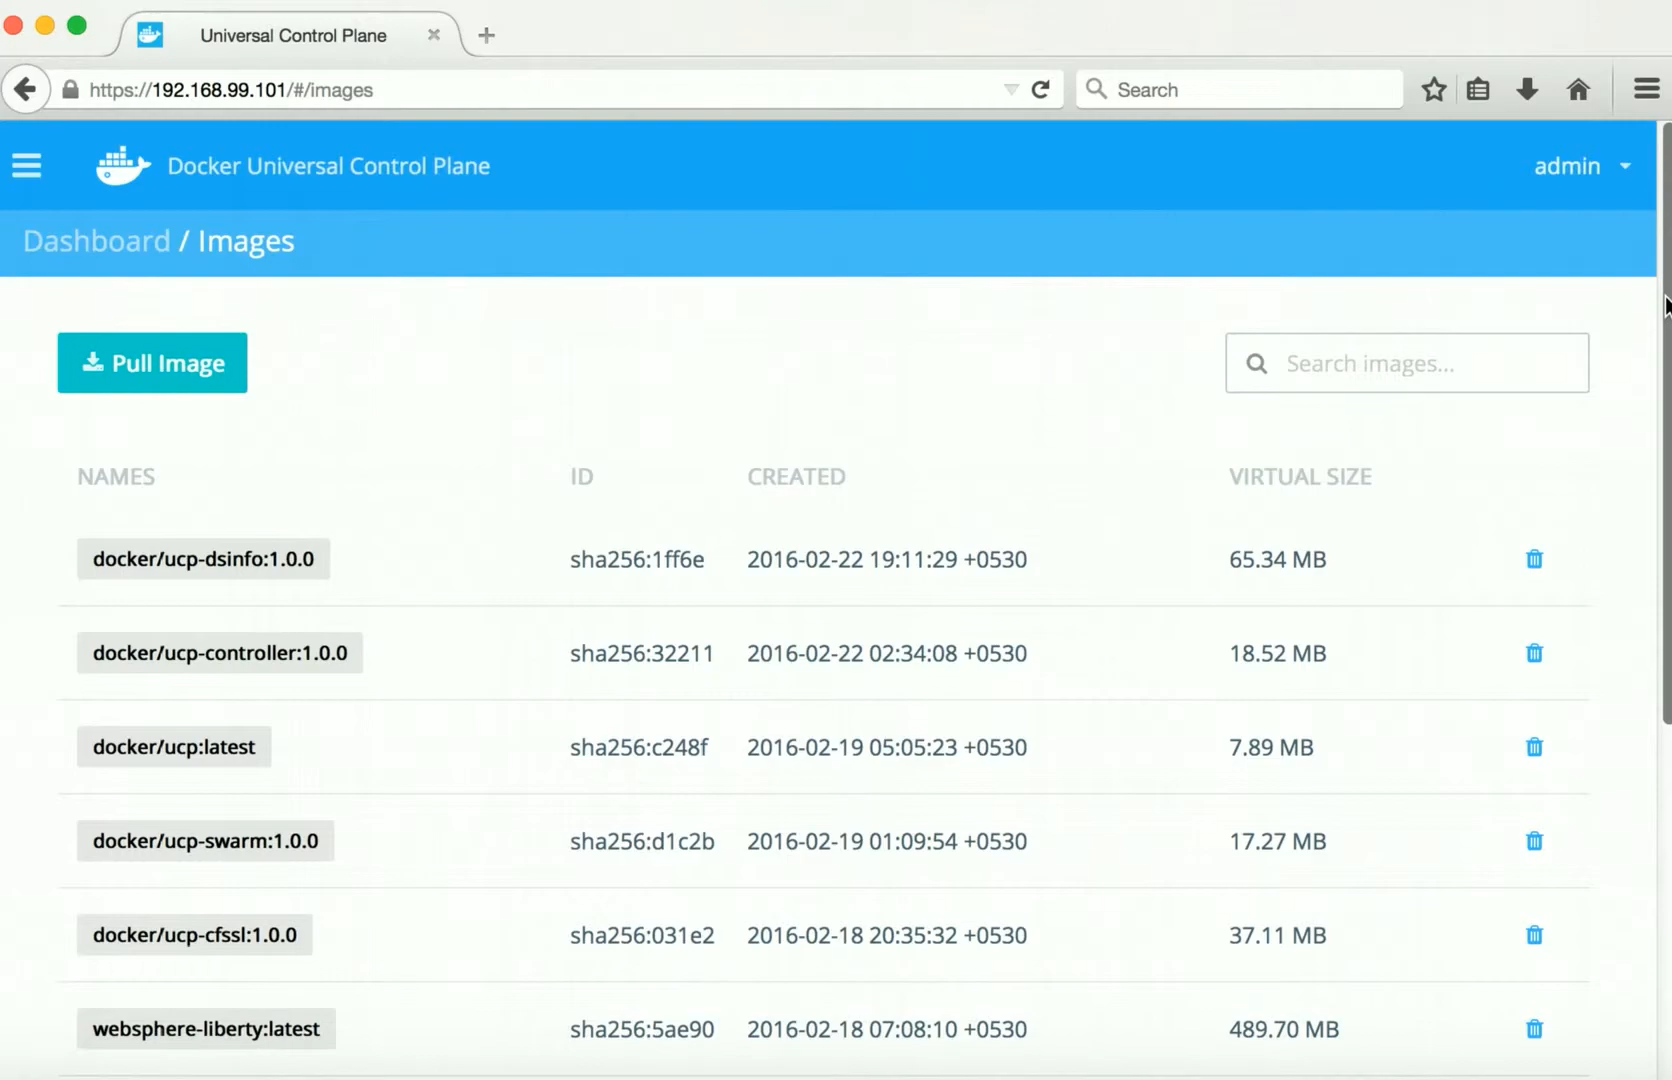 Universal Control Plane
https://192.168.99.101/#/images
Search
Docker Universal Control Plane
admin
Dashboard / Images
Pull Image
Search images...
NAMES ID CREATED VIRTUAL SIZE
docker/ucp-dsinfo:1.0.0 sha256:1ff6e 2016-02-22 19:11:29 +0530 65.34 MB
docker/ucp-controller:1.0.0 sha256:32211 2016-02-22 02:34:08 +0530 18.52 MB
docker/ucp:latest sha256:c248f 2016-02-19 05:05:23 +0530 7.89 MB
docker/ucp-swarm:1.0.0 sha256:d1c2b 2016-02-19 01:09:54 +0530 17.27 MB
docker/ucp-cfssl:1.0.0 sha256:031e2 2016-02-18 20:35:32 +0530 37.11 MB
websphere-liberty:latest sha256:5ae90 2016-02-18 07:08:10 +0530 489.70 MB